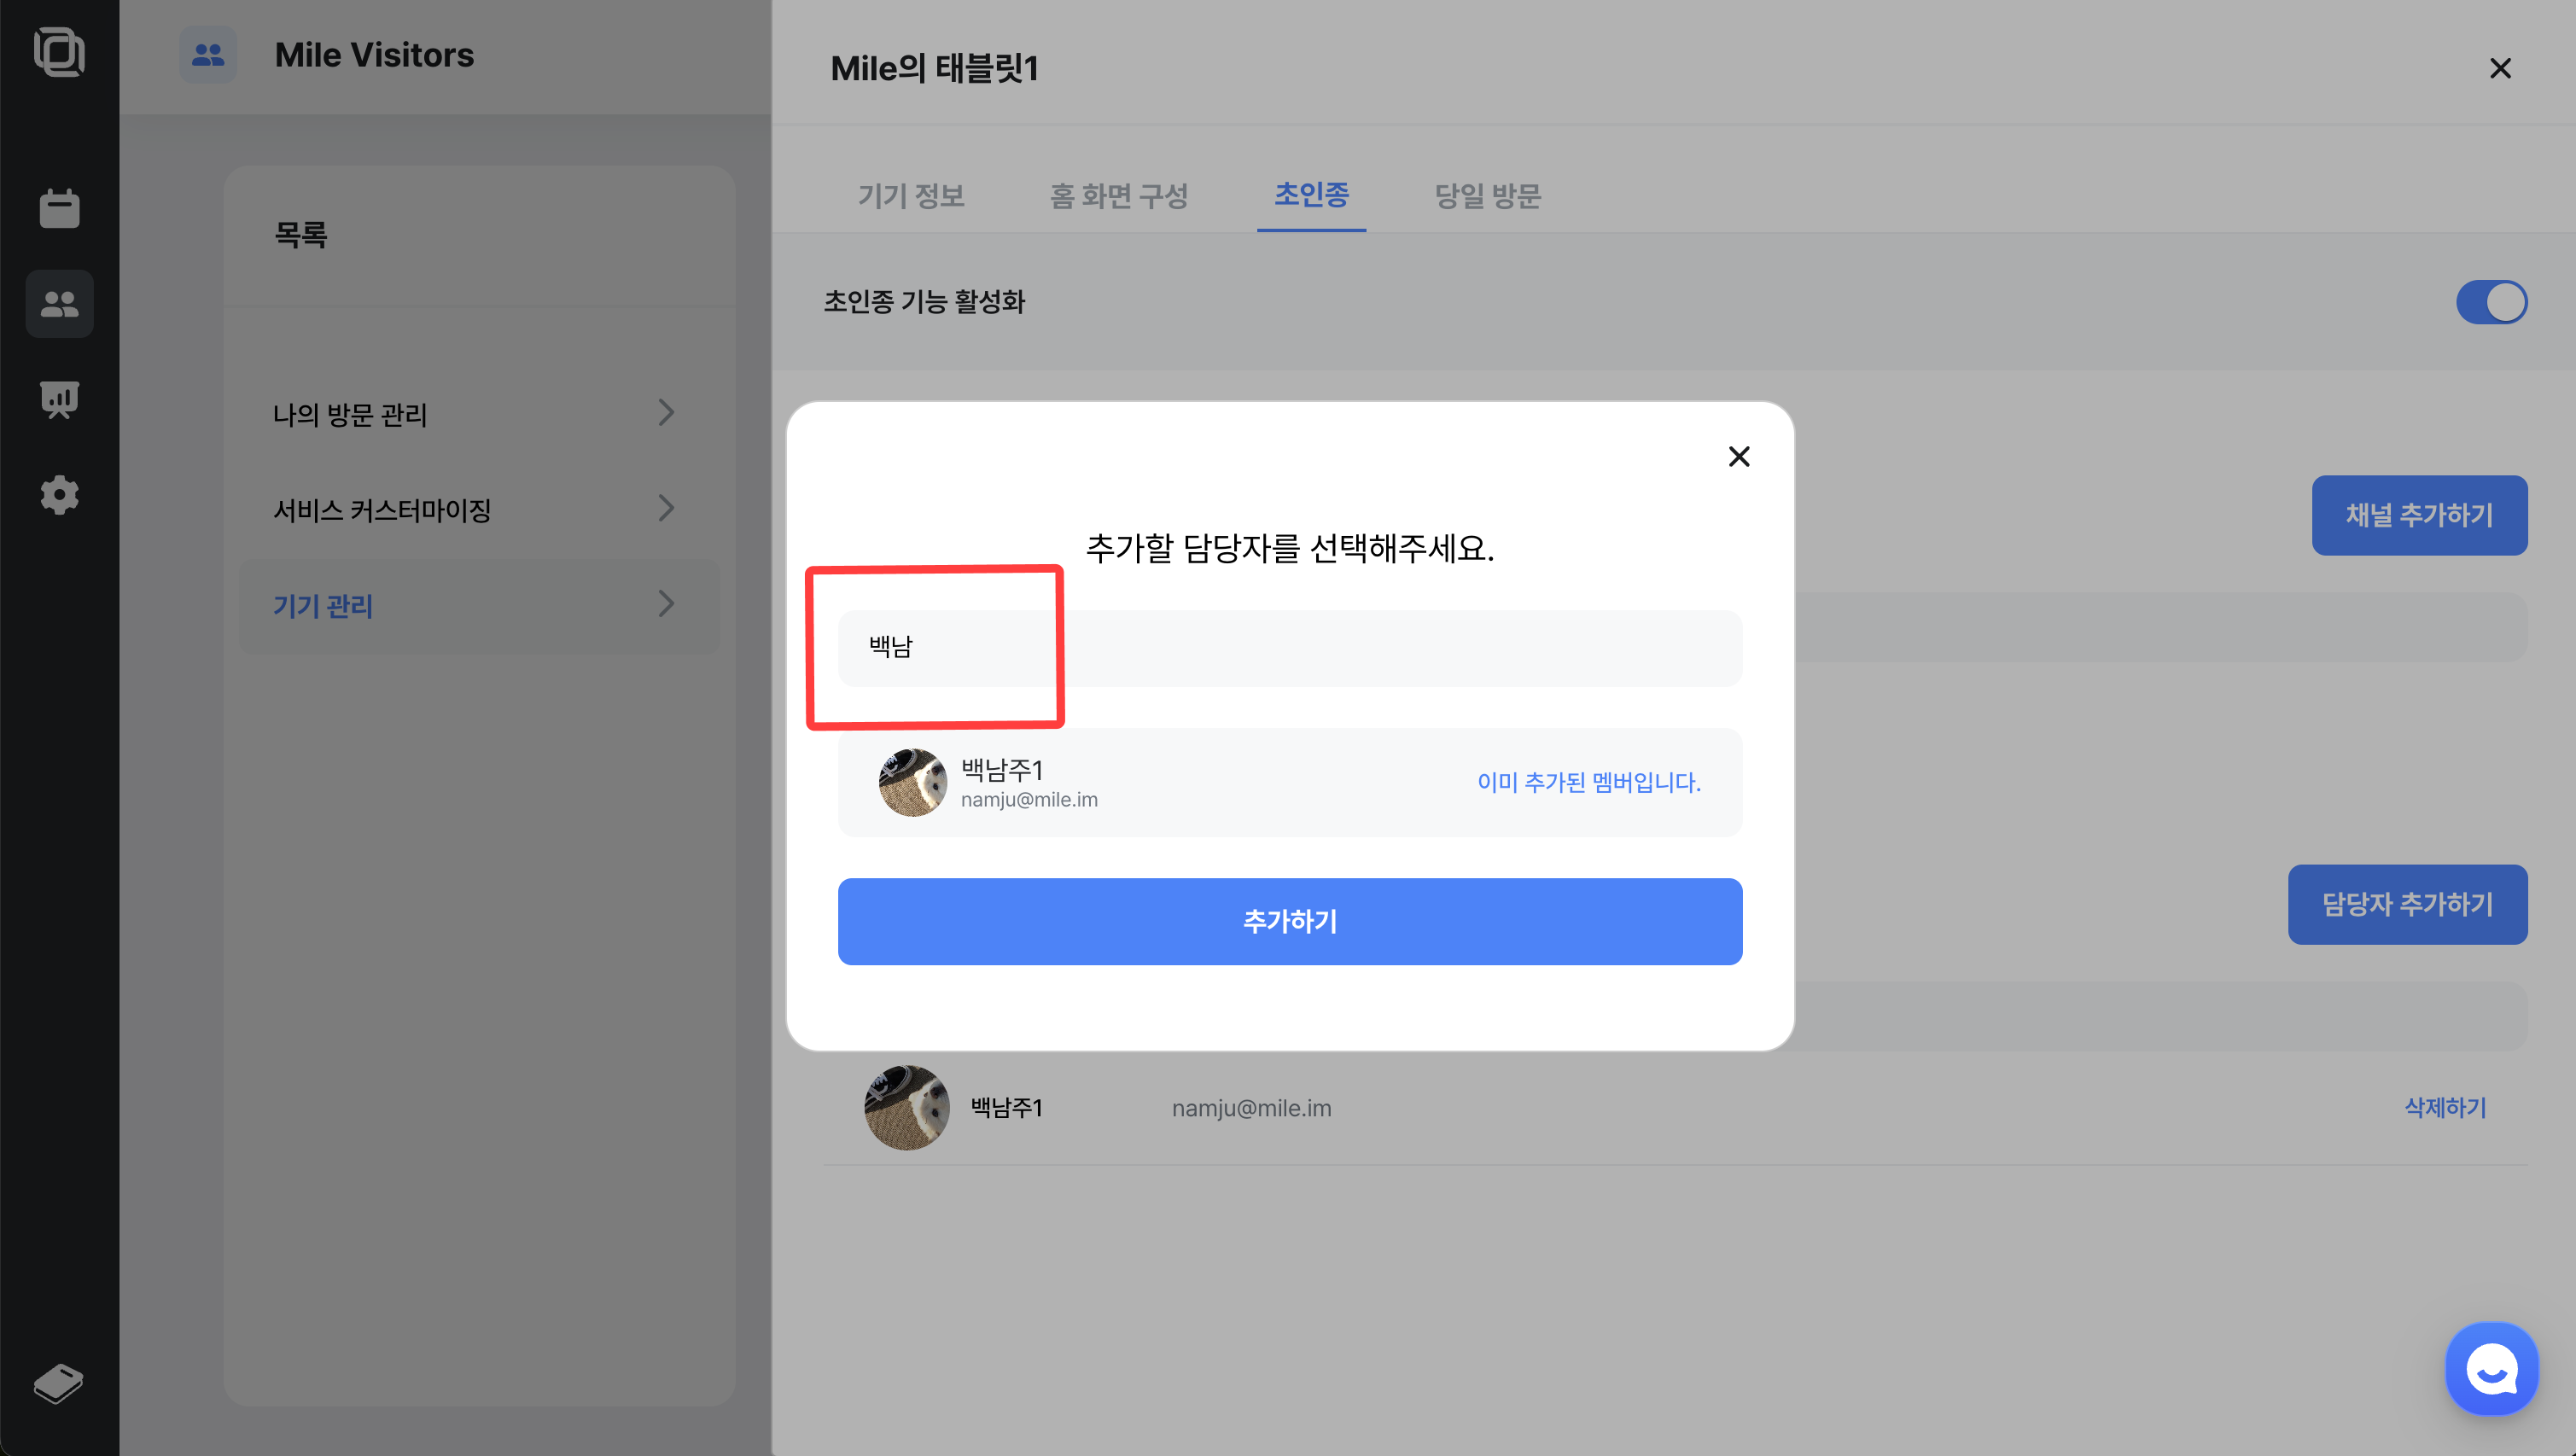 Mile Visitors
목록
나의 방문 관리
서비스 커스터마이징
기기 관리
Mile의 태블릿1
기기 정보
홈 화면 구성
초인종
당일 방문
초인종 기능 활성화
채널 추가하기
추가할 담당자를 선택해주세요.
백남
백남주1
namju@mile.im
이미 추가된 멤버입니다.
추가하기
담당자 추가하기
백남주1
namju@mile.im
삭제하기